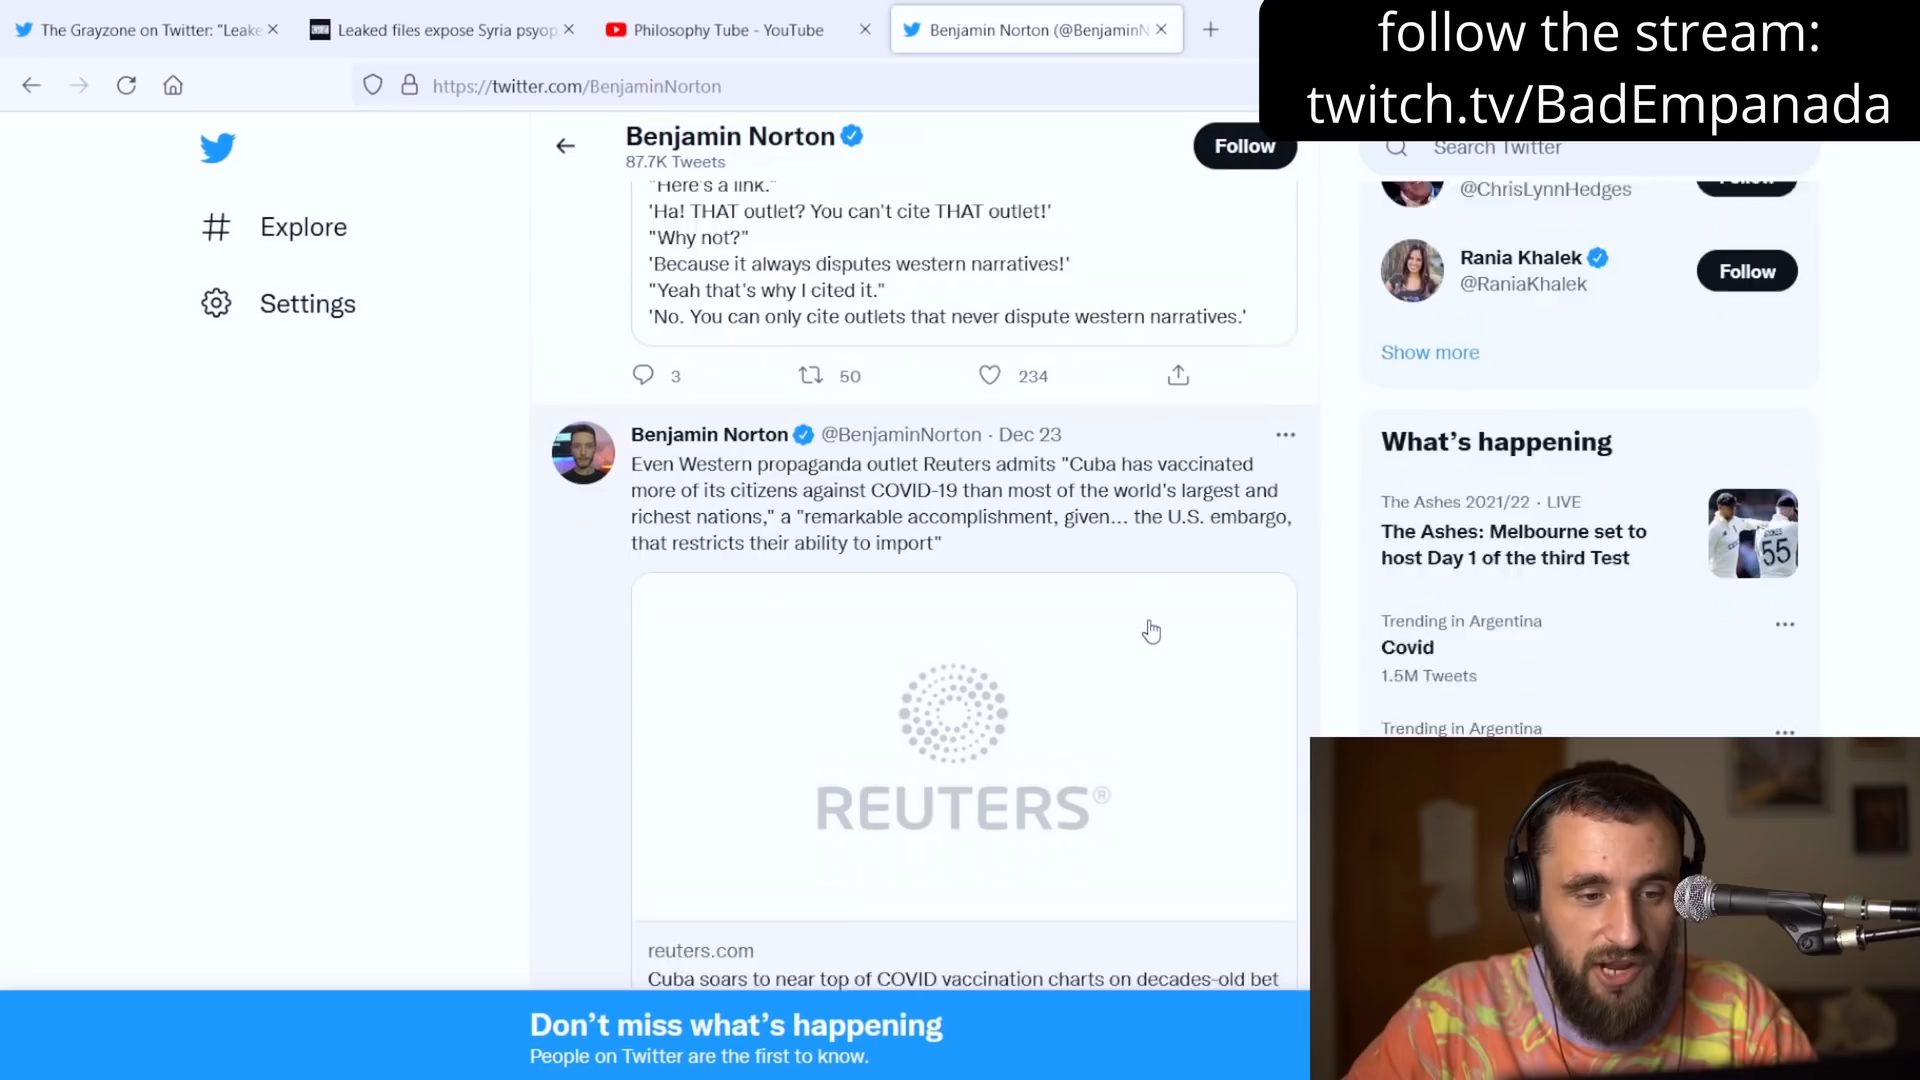 The Grayzone on Twitter: "Leake
Leaked files expose Syria psyop
Philosophy Tube - YouTube
Benjamin Norton (@BenjaminN
follow the stream:
twitch.tv/BadEmpanada
https://twitter.com/BenjaminNorton
Benjamin Norton
87.7K Tweets
Follow
Search Twitter
Explore
Settings
"Here's a link."
'Ha! THAT outlet? You can't cite THAT outlet!'
"Why not?"
'Because it always disputes western narratives!'
"Yeah that's why I cited it."
'No. You can only cite outlets that never dispute western narratives.'
3
50
234
@ChrisLynnHedges
Follow
Rania Khalek
@RaniaKhalek
Follow
Show more
Benjamin Norton @BenjaminNorton · Dec 23
Even Western propaganda outlet Reuters admits "Cuba has vaccinated
more of its citizens against COVID-19 than most of the world's largest and
richest nations," a "remarkable accomplishment, given... the U.S. embargo,
that restricts their ability to import"
REUTERS®
reuters.com
Cuba soars to near top of COVID vaccination charts on decades-old bet
What's happening
The Ashes 2021/22 · LIVE
The Ashes: Melbourne set to
host Day 1 of the third Test
55
Trending in Argentina
Covid
1.5M Tweets
Trending in Argentina
Don't miss what's happening
People on Twitter are the first to know.